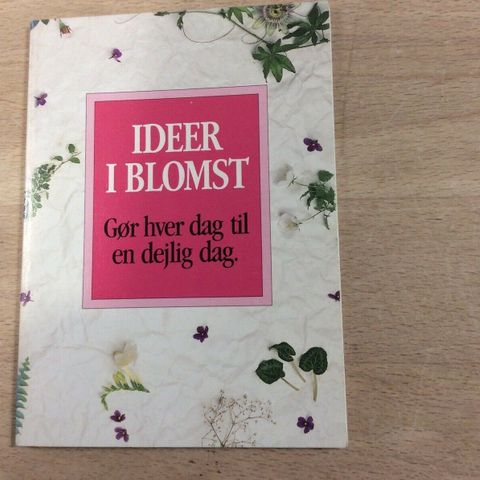 IDEER
I BLOMST
Gør hver dag til
en dejlig dag.